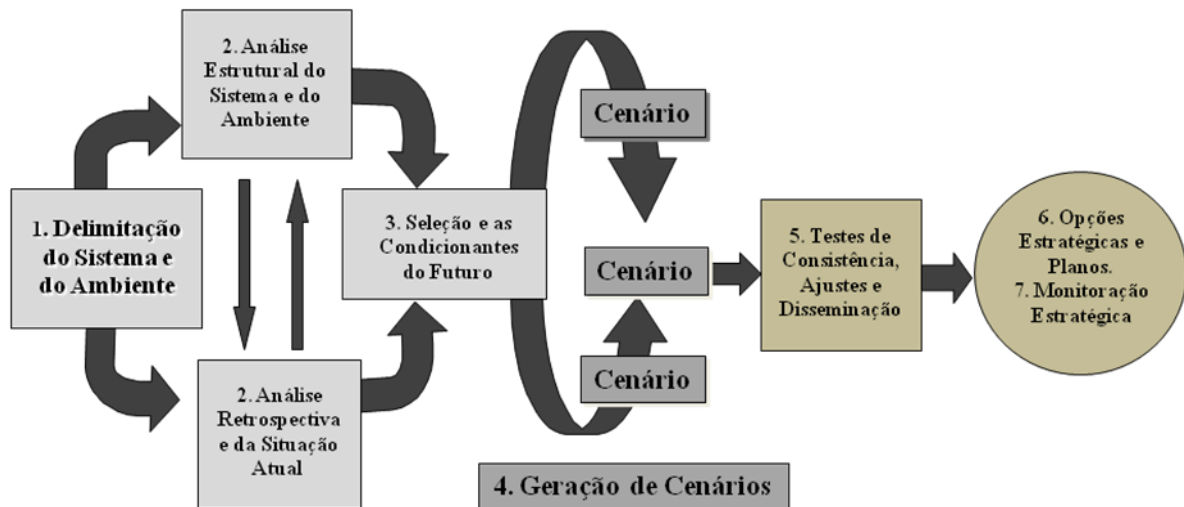 1. Delimitação
do Sistema e
do Ambiente
2. Análise
Estrutural do
Sistema e do
Ambiente
2. Análise
Retrospectiva
e da Situação
Atual
3. Seleção e as
Condicionantes
do Futuro
Cenário
Cenário
Cenário
4. Geração de Cenários
5. Testes de
Consistência,
Ajustes e
Disseminação
6. Opções
Estratégicas e
Planos.
7. Monitoração
Estratégica